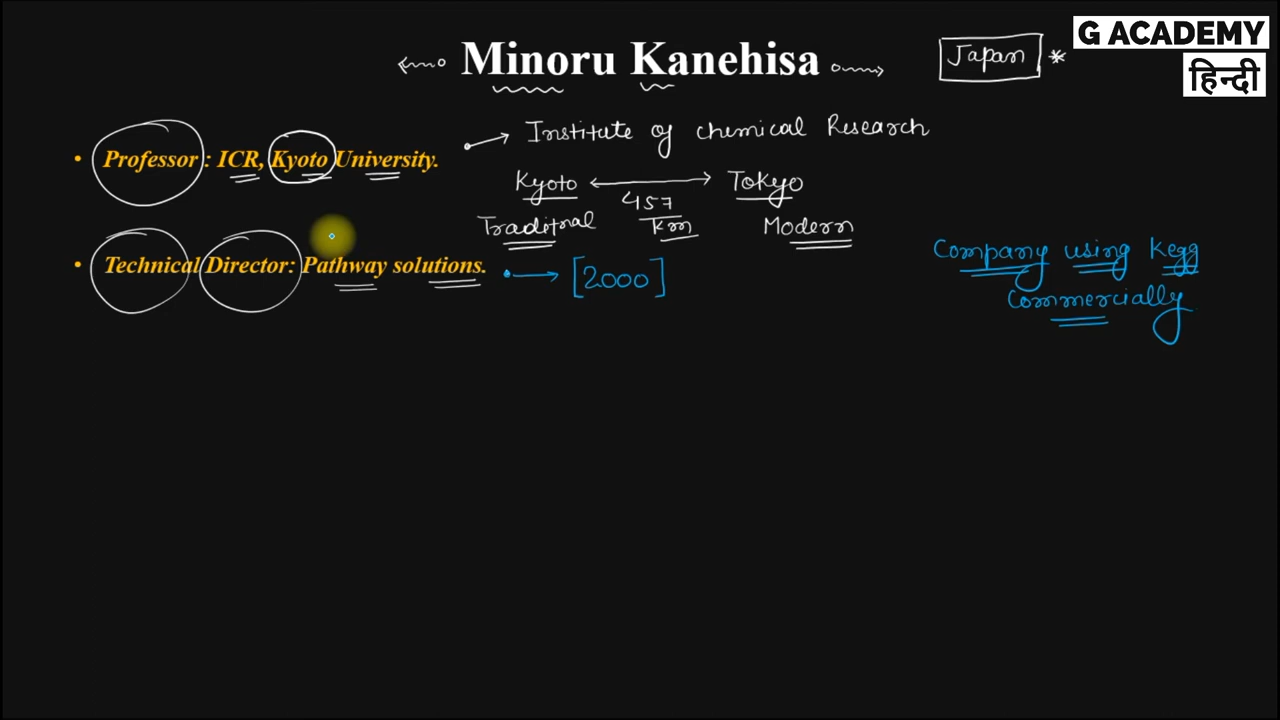 Minoru Kanehisa
Japan *
G ACADEMY
हिन्दी
• Professor : ICR, Kyoto University.
Institute of chemical Research
Kyoto Tokyo
457
Km
Traditnal Modern
• Technical Director: Pathway solutions.
[2000]
Company using Kegg
Commercially